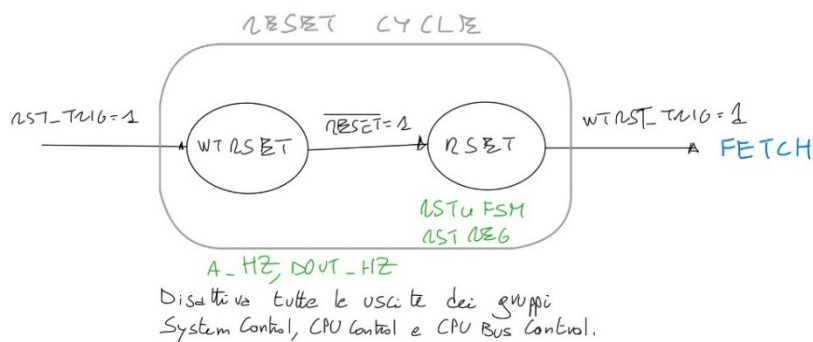 RESET CYCLE
RST_TRIG=1
WTRSET
RESET=1
RSET
WTRST_TRIG=1
FETCH
RSTu FSM
RST REG
A_HZ, DOUT_HZ
Disattiva tutte le uscite dei gruppi
System Control, CPU Control e CPU Bus Control.